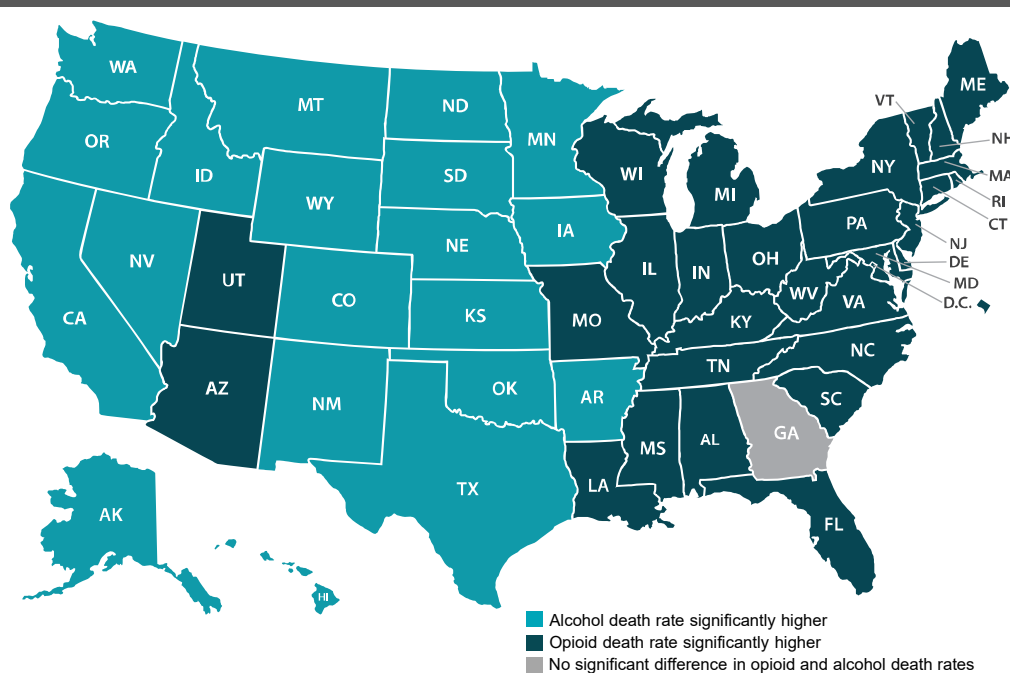 WA
MT
ND
MN
OR
ID
SD
WY
WI
MI
NY
VT
ME
NH
MA
RI
CT
NJ
DE
MD
D.C.
NE
IA
PA
NV
UT
CO
IL
IN
OH
WV
VA
CA
KS
MO
KY
NC
AZ
NM
OK
AR
TN
SC
MS
AL
GA
TX
LA
FL
AK
HI
Alcohol death rate significantly higher
Opioid death rate significantly higher
No significant difference in opioid and alcohol death rates